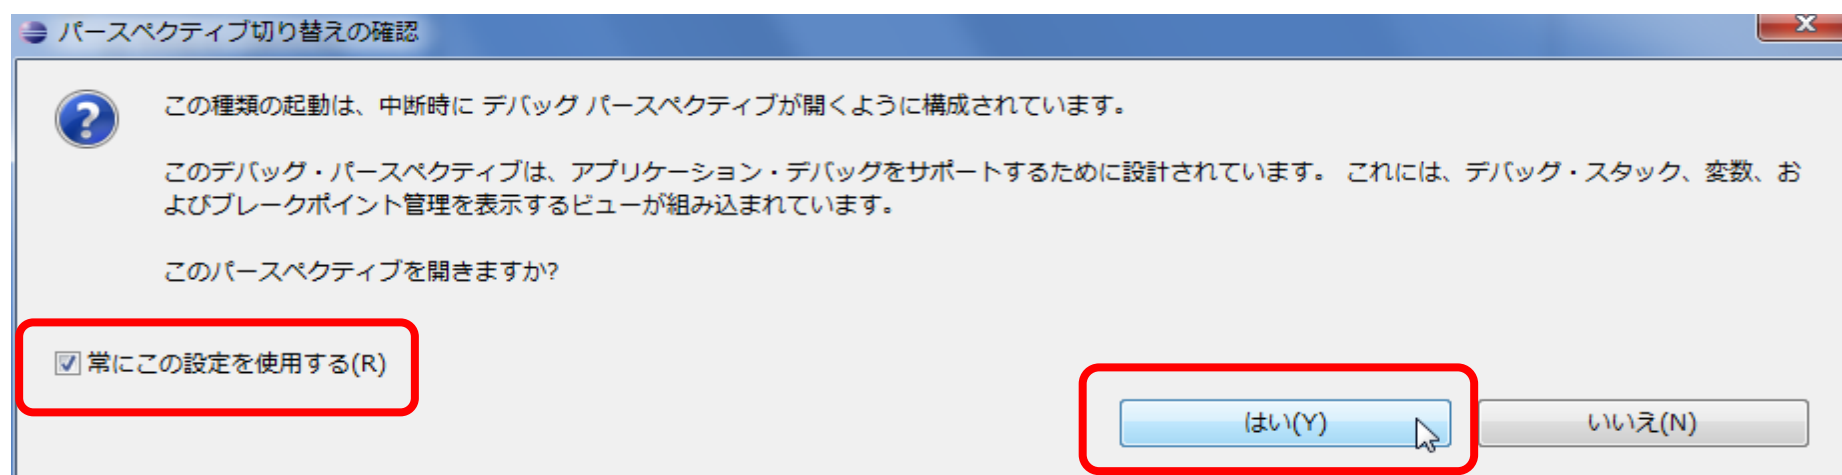 パースペクティブ切り替えの確認
この種類の起動は、中断時に デバッグ パースペクティブが開くように構成されています。
このデバッグ・パースペクティブは、アプリケーション・デバッグをサポートするために設計されています。 これには、デバッグ・スタック、変数、お
よびブレークポイント管理を表示するビューが組み込まれています。
このパースペクティブを開きますか?
常にこの設定を使用する(R)
はい(Y)
いいえ(N)